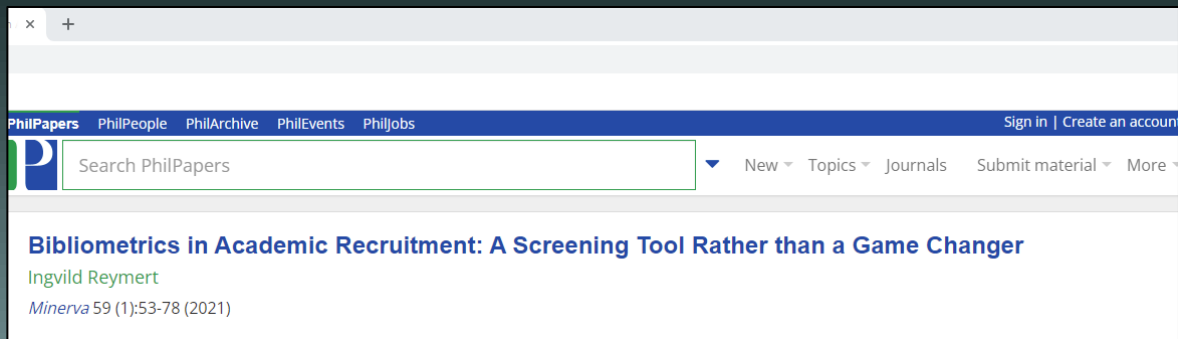 PhilPapers PhilPeople PhilArchive PhilEvents PhilJobs Sign in | Create an account
P Search PhilPapers New Topics Journals Submit material More
Bibliometrics in Academic Recruitment: A Screening Tool Rather than a Game Changer
Ingvild Reymert
Minerva 59 (1):53-78 (2021)